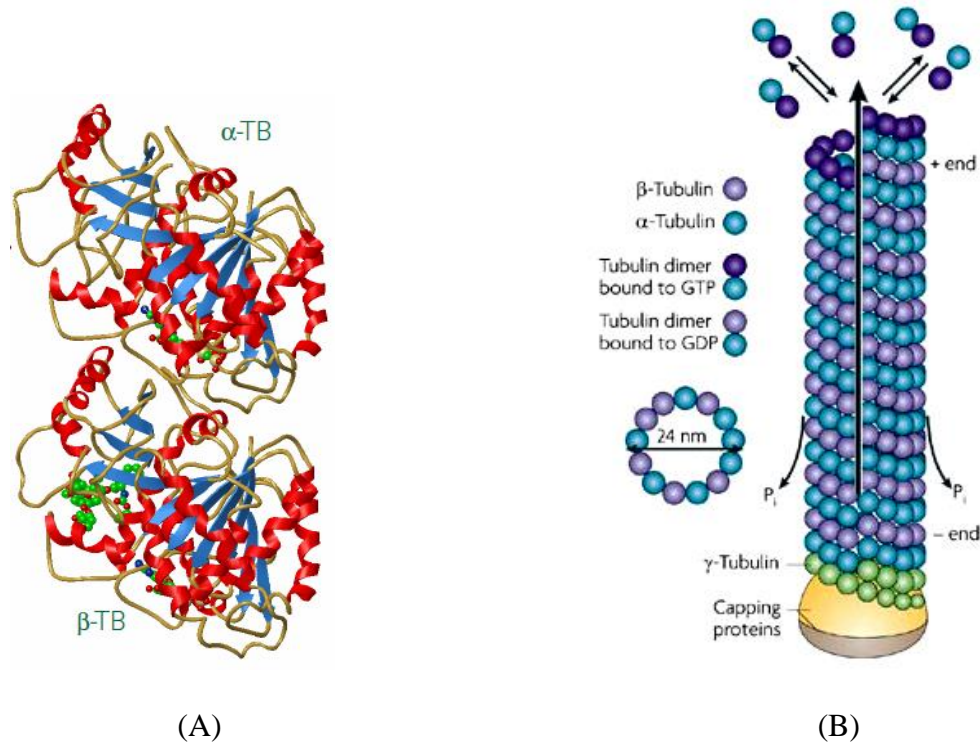 α-TB
β-TB
(A)
β-Tubulin
α-Tubulin
Tubulin dimer
bound to GTP
Tubulin dimer
bound to GDP
24 nm
+ end
Pi
Pi
– end
γ-Tubulin
Capping
proteins
(B)